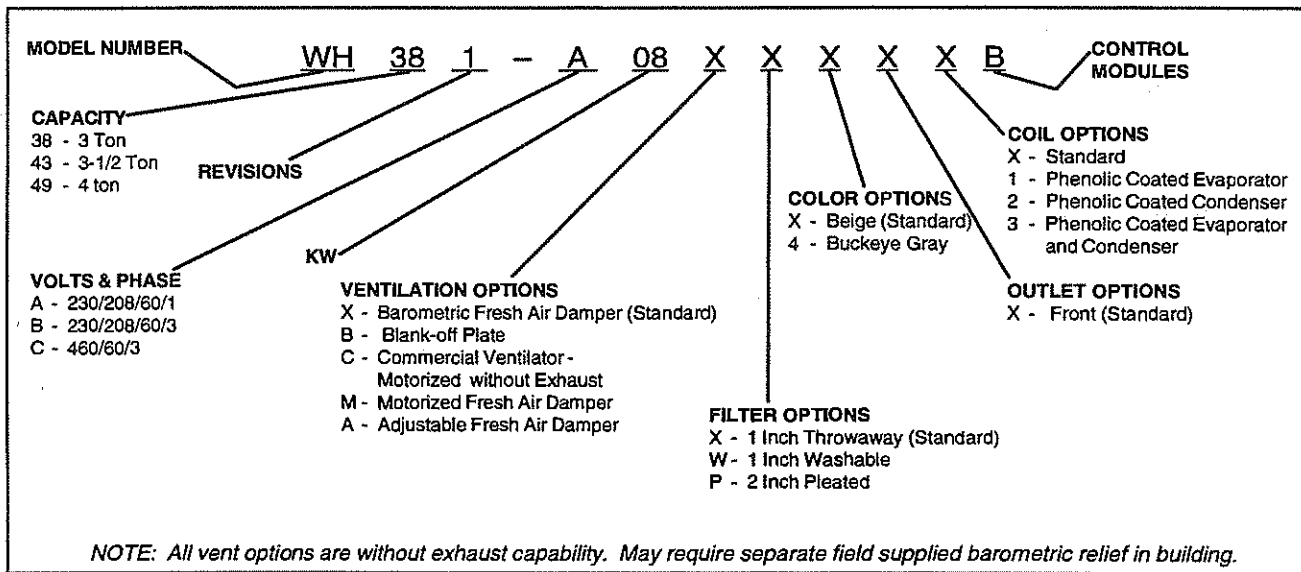 MODEL NUMBER WH 38 1 - A 08 X X X X X B CONTROL MODULES
CAPACITY
38 - 3 Ton
43 - 3-1/2 Ton
49 - 4 ton
REVISIONS
VOLTS & PHASE
A - 230/208/60/1
B - 230/208/60/3
C - 460/60/3
KW
VENTILATION OPTIONS
X - Barometric Fresh Air Damper (Standard)
B - Blank-off Plate
C - Commercial Ventilator -
Motorized without Exhaust
M - Motorized Fresh Air Damper
A - Adjustable Fresh Air Damper
FILTER OPTIONS
X - 1 Inch Throwaway (Standard)
W - 1 Inch Washable
P - 2 Inch Pleated
COLOR OPTIONS
X - Beige (Standard)
4 - Buckeye Gray
OUTLET OPTIONS
X - Front (Standard)
COIL OPTIONS
X - Standard
1 - Phenolic Coated Evaporator
2 - Phenolic Coated Condenser
3 - Phenolic Coated Evaporator
and Condenser
NOTE: All vent options are without exhaust capability. May require separate field supplied barometric relief in building.